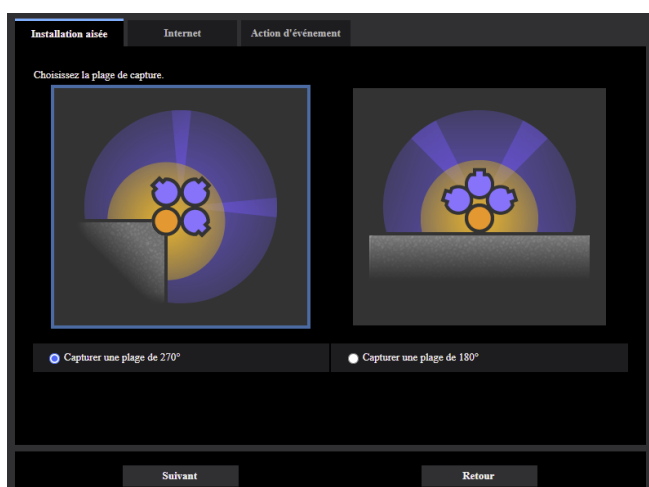 Installation aisée Internet Action d'événement
Choisissez la plage de capture.
Capturer une plage de 270° Capturer une plage de 180°
Suivant Retour